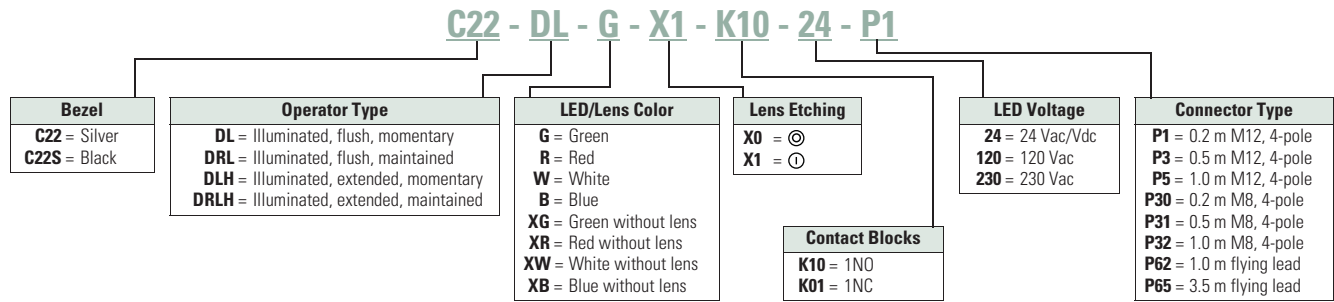 C22 - DL - G - X1 - K10 - 24 - P1
Bezel
C22 = Silver
C22S = Black
Operator Type
DL = Illuminated, flush, momentary
DRL = Illuminated, flush, maintained
DLH = Illuminated, extended, momentary
DRLH = Illuminated, extended, maintained
LED/Lens Color
G = Green
R = Red
W = White
B = Blue
XG = Green without lens
XR = Red without lens
XW = White without lens
XB = Blue without lens
Lens Etching
X0 =
X1 =
Contact Blocks
K10 = 1NO
K01 = 1NC
LED Voltage
24 = 24 Vac/Vdc
120 = 120 Vac
230 = 230 Vac
Connector Type
P1 = 0.2 m M12, 4-pole
P3 = 0.5 m M12, 4-pole
P5 = 1.0 m M12, 4-pole
P30 = 0.2 m M8, 4-pole
P31 = 0.5 m M8, 4-pole
P32 = 1.0 m M8, 4-pole
P62 = 1.0 m flying lead
P65 = 3.5 m flying lead